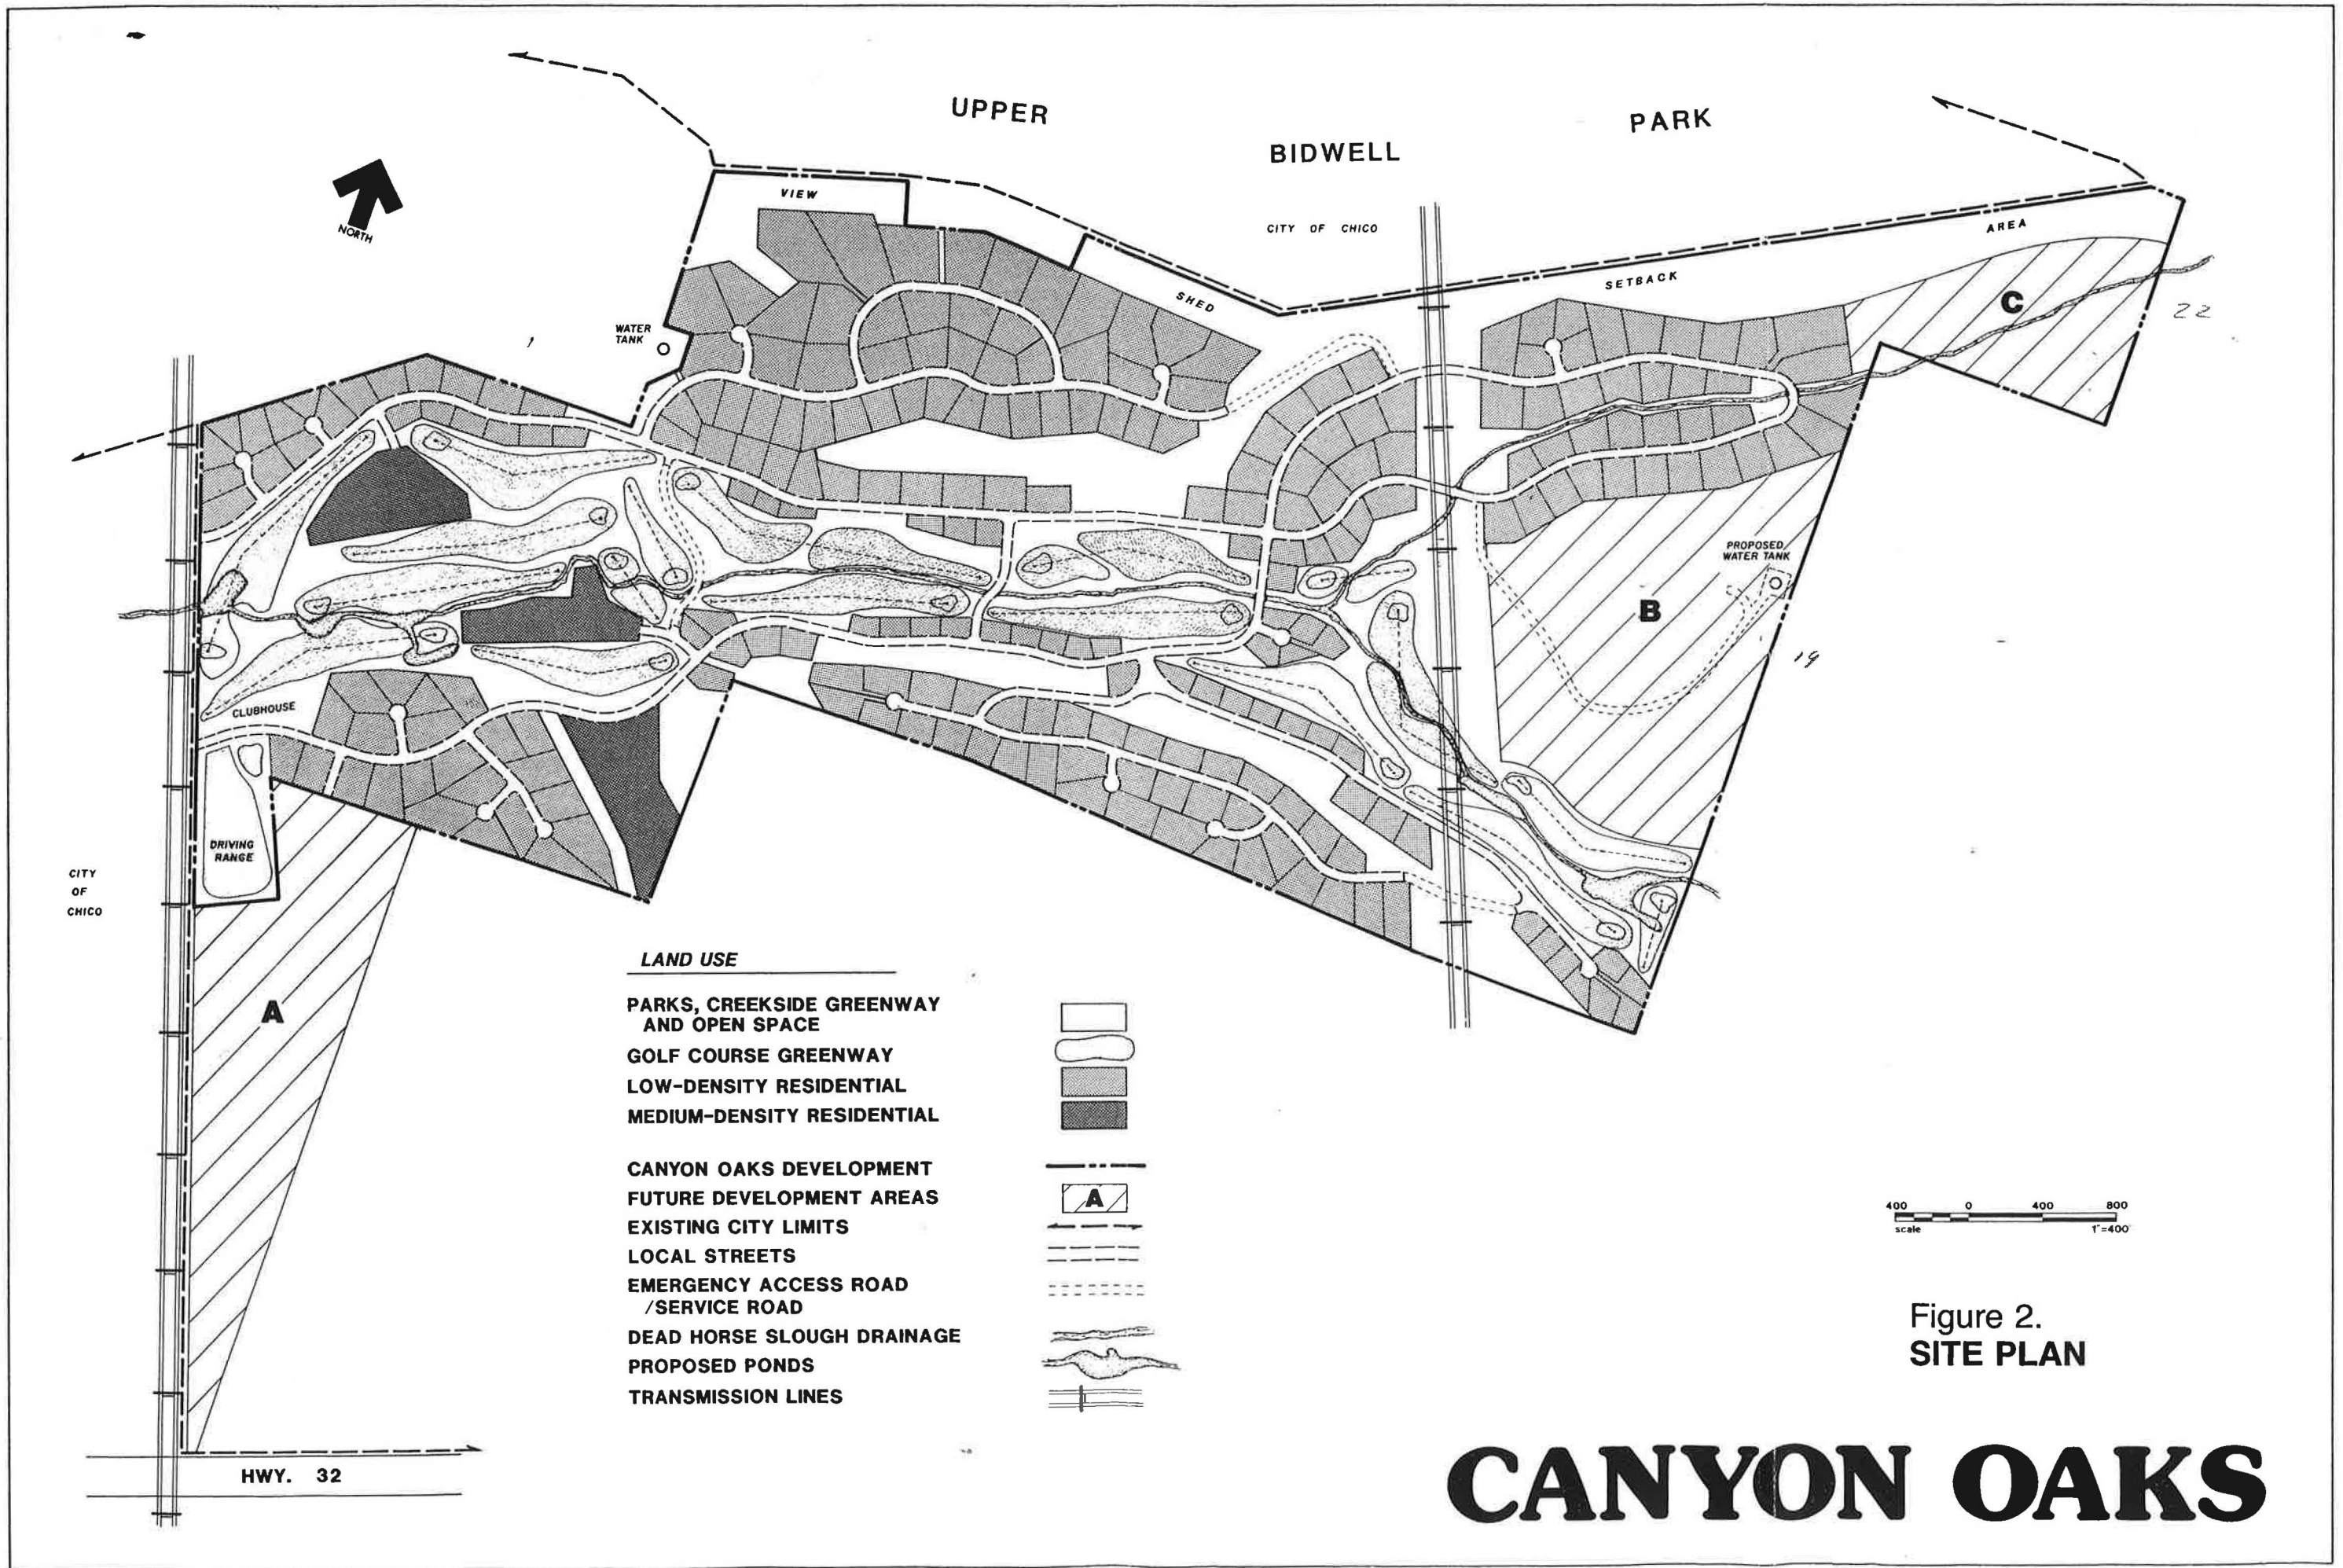 UPPER
BIDWELL
PARK
CITY OF CHICO
NORTH
VIEW
SHED
SETBACK
AREA
C
22
WATER
TANK
1
PROPOSED
WATER TANK
B
19
CLUBHOUSE
DRIVING
RANGE
CITY
OF
CHICO
A
LAND USE
PARKS, CREEKSIDE GREENWAY
AND OPEN SPACE
GOLF COURSE GREENWAY
LOW-DENSITY RESIDENTIAL
MEDIUM-DENSITY RESIDENTIAL
CANYON OAKS DEVELOPMENT
FUTURE DEVELOPMENT AREAS
A
EXISTING CITY LIMITS
LOCAL STREETS
EMERGENCY ACCESS ROAD
/SERVICE ROAD
DEAD HORSE SLOUGH DRAINAGE
PROPOSED PONDS
TRANSMISSION LINES
400 0 400 800
scale 1"=400'
Figure 2.
SITE PLAN
HWY. 32
CANYON OAKS